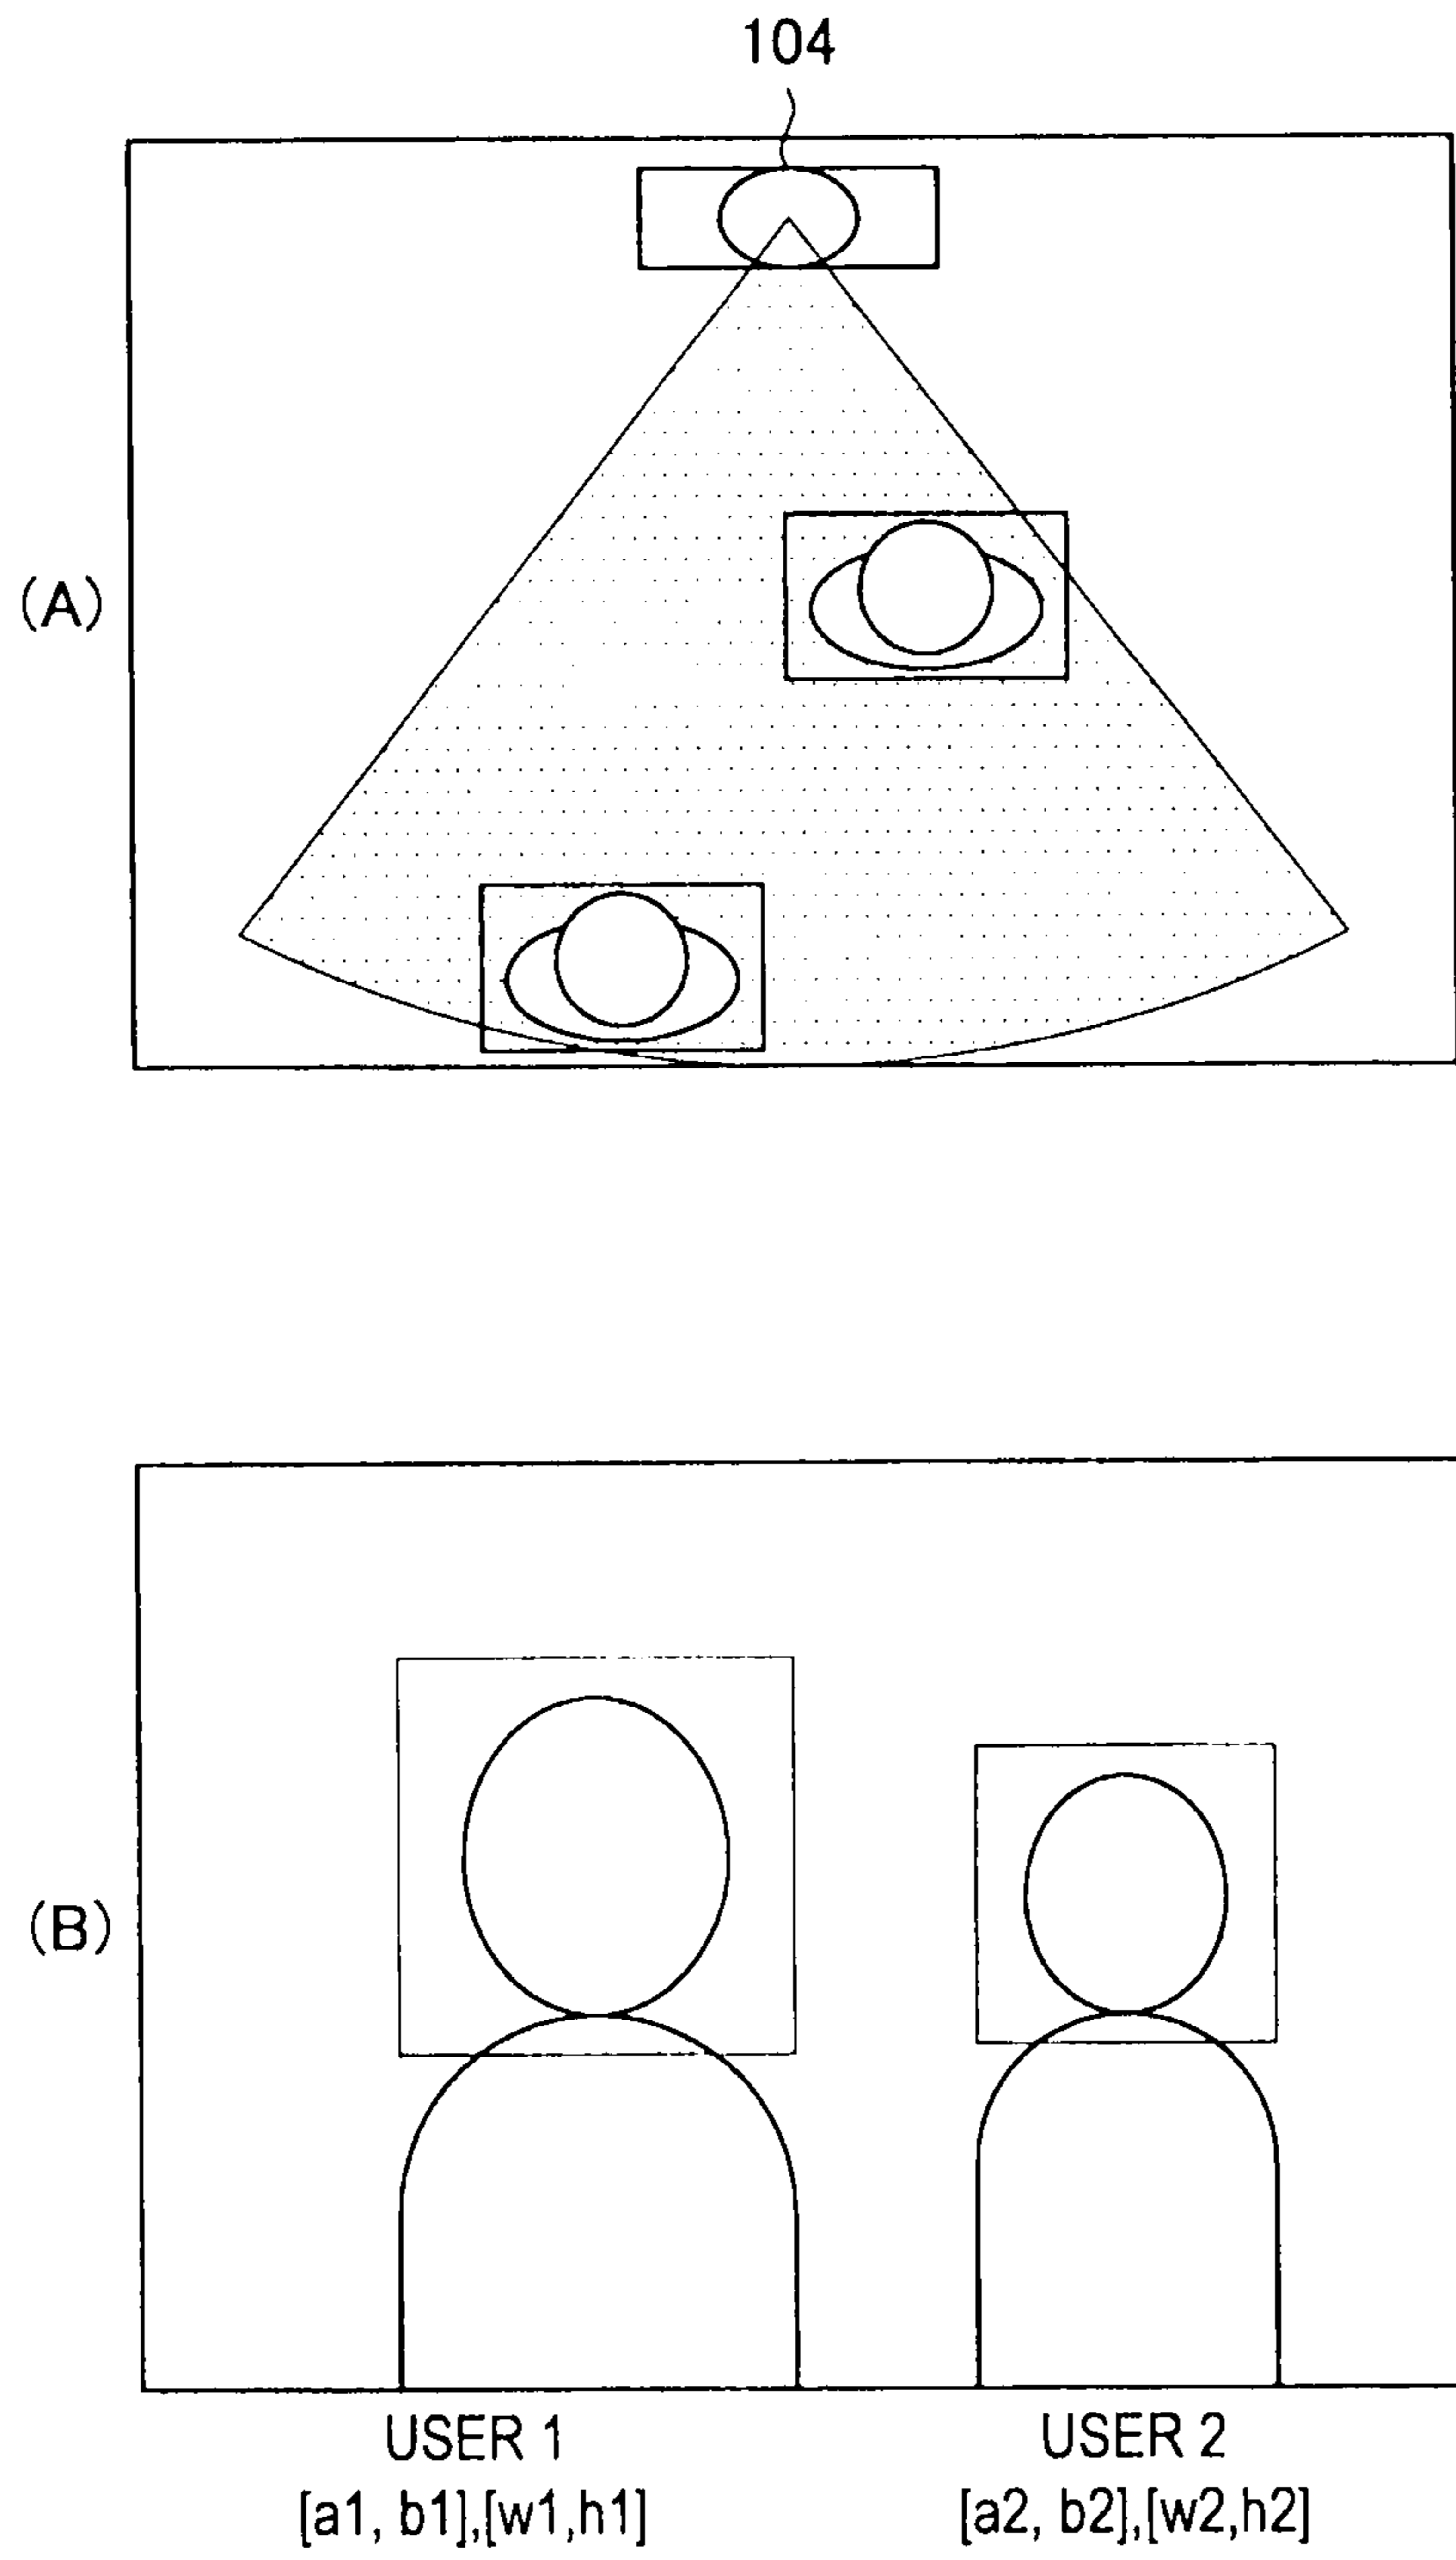 104
(A)
(B)
USER 1
[a1, b1],[w1,h1]
USER 2
[a2, b2],[w2,h2]